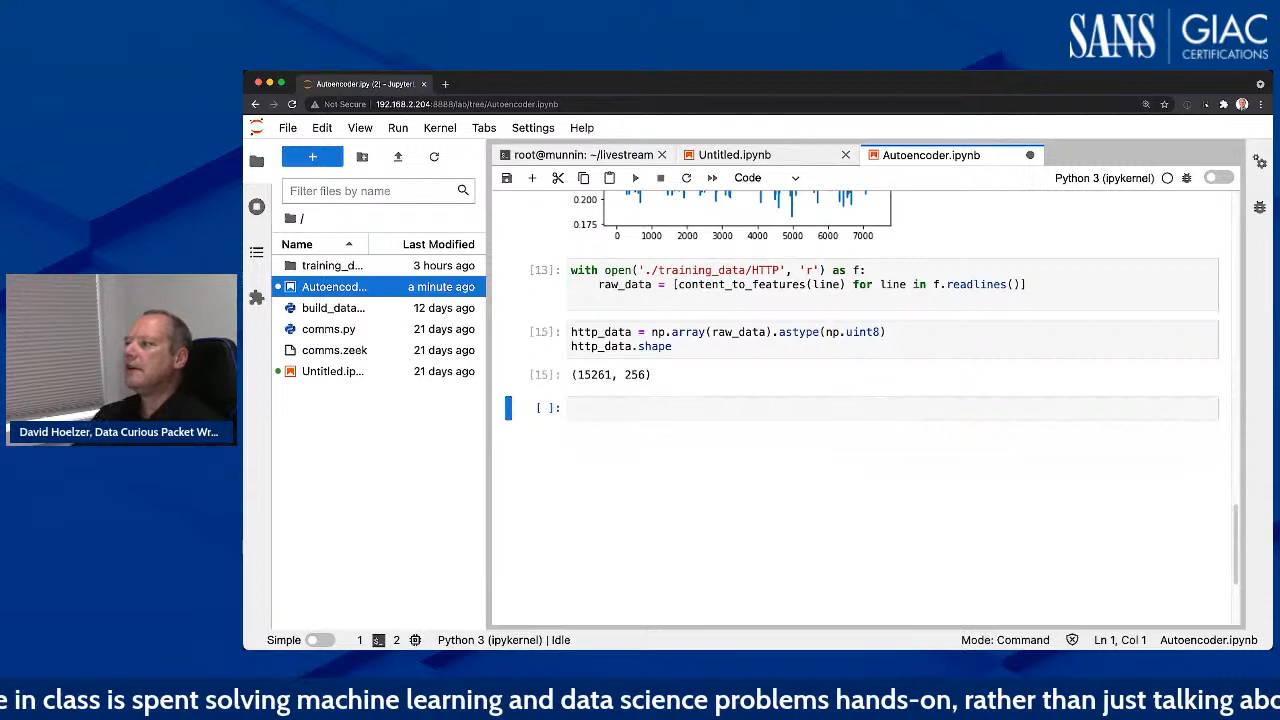 SANS
GIAC
CERTIFICATIONS
Autoencoder.ipy (2) – Jupyterl
Not Secure 192.168.2.204:8888/lab/tree/Autoencoder.ipynb
File Edit View Run Kernel Tabs Settings Help
root@munnin: ~/livestream
Untitled.ipynb
Autoencoder.ipynb
Code
Python 3 (ipykernel)
Filter files by name
/
Name Last Modified
training_d... 3 hours ago
Autoencod... a minute ago
build_data... 12 days ago
comms.py 21 days ago
comms.zeek 21 days ago
Untitled.ip... 21 days ago
0.200
0.175
0 1000 2000 3000 4000 5000 6000 7000
[13]: with open('./training_data/HTTP', 'r') as f:
raw_data = [content_to_features(line) for line in f.readlines()]
[15]: http_data = np.array(raw_data).astype(np.uint8)
http_data.shape
[15]: (15261, 256)
[ ]:
David Hoelzer, Data Curious Packet Wr...
Simple 1 2 Python 3 (ipykernel) | Idle Mode: Command Ln 1, Col 1 Autoencoder.ipynb
e in class is spent solving machine learning and data science problems hands-on, rather than just talking abo